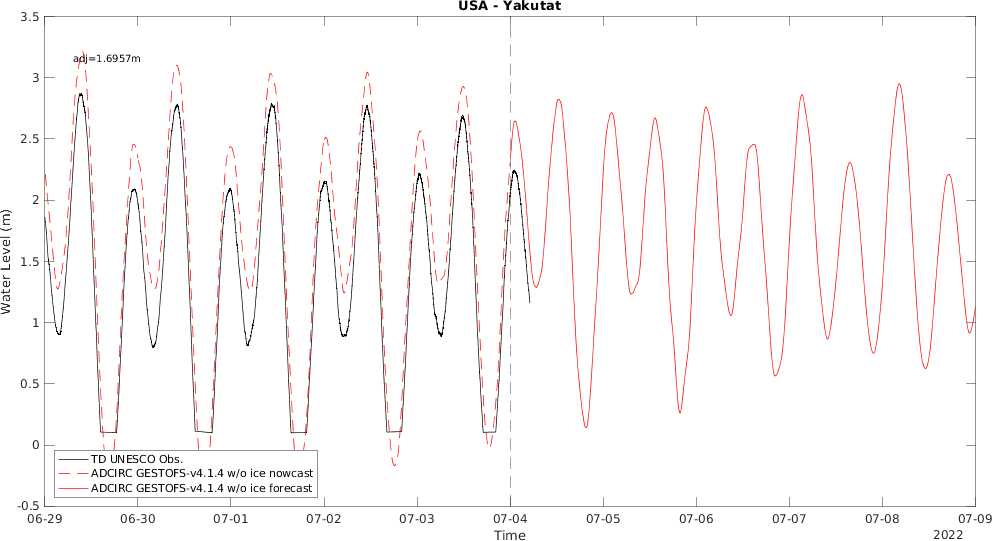 USA - Yakutat
adj=1.6957m
3.5
3
2.5
2
1.5
1
0.5
0
-0.5
Water Level (m)
TD UNESCO Obs.
ADCIRC GESTOFS-v4.1.4 w/o ice nowcast
ADCIRC GESTOFS-v4.1.4 w/o ice forecast
06-29 06-30 07-01 07-02 07-03 07-04 07-05 07-06 07-07 07-08 07-09
Time
2022